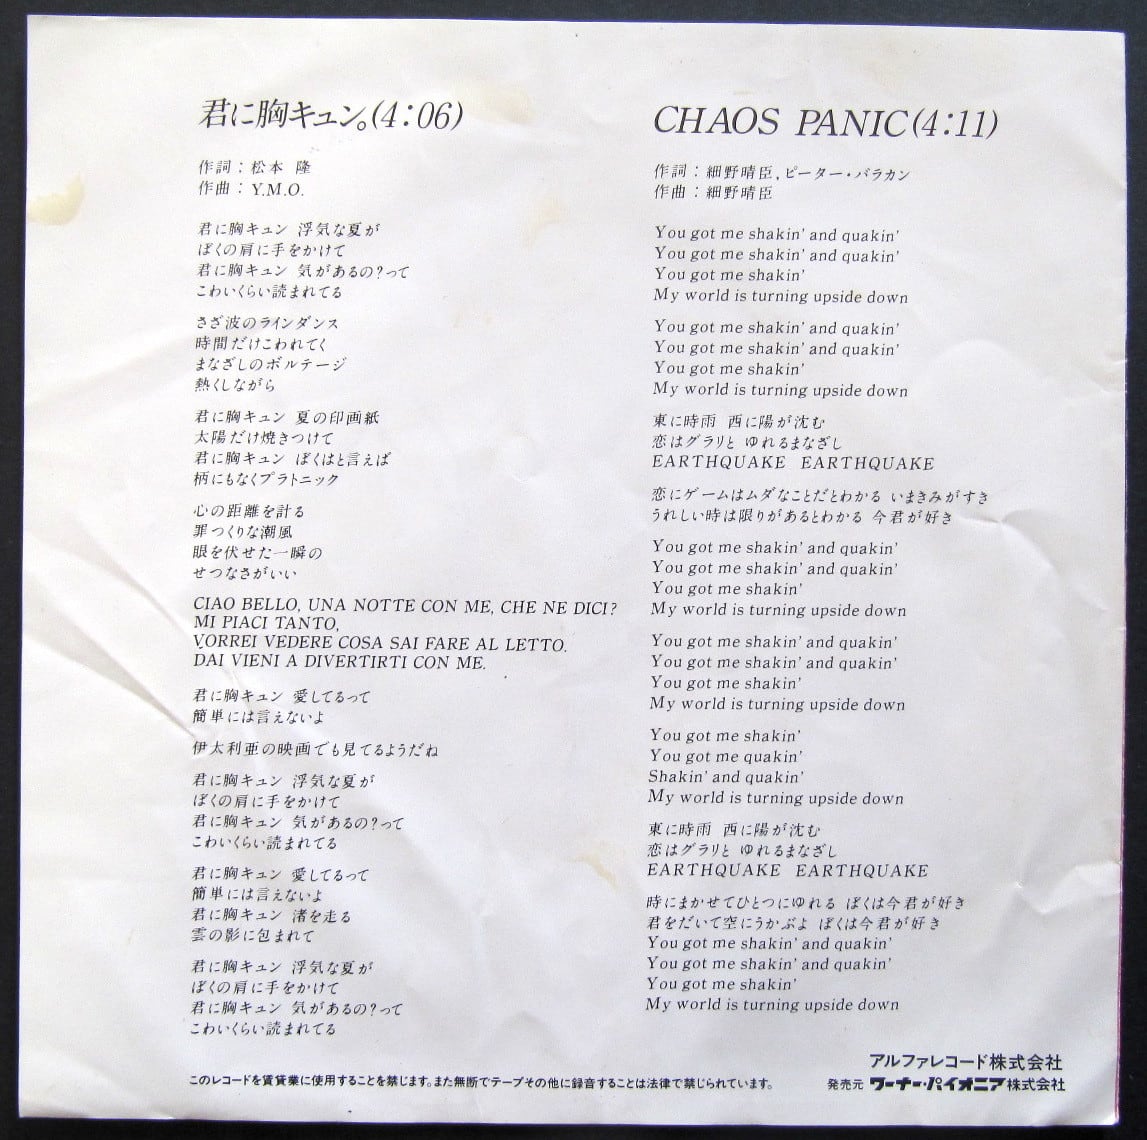 君に胸キュン。(4:06)
作詞:松本 隆
作曲:Y.M.O.
君に胸キュン 浮気な夏が
ぼくの肩に手をかけて
君に胸キュン 気があるの?って
こわいくらい読まれてる
さざ波のラインダンス
時間だけこわれてく
まなざしのボルテージ
熱くしながら
君に胸キュン 夏の印画紙
太陽だけ焼きつけて
君に胸キュン ぼくはと言えば
柄にもなくプラトニック
心の距離を計る
罪つくりな潮風
眼を伏せた一瞬の
せつなさがいい
CIAO BELLO, UNA NOTTE CON ME, CHE NE DICI?
MI PIACI TANTO,
VORREI VEDERE COSA SAI FARE AL LETTO.
DAI VIENI A DIVERTIRTI CON ME.
君に胸キュン 愛してるって
簡単には言えないよ
伊太利亜の映画でも見てるようだね
君に胸キュン 浮気な夏が
ぼくの肩に手をかけて
君に胸キュン 気があるの?って
こわいくらい読まれてる
君に胸キュン 愛してるって
簡単には言えないよ
君に胸キュン 渚を走る
雲の影に包まれて
君に胸キュン 浮気な夏が
ぼくの肩に手をかけて
君に胸キュン 気があるの?って
こわいくらい読まれてる
CHAOS PANIC(4:11)
作詞:細野晴臣,ピーター・バラカン
作曲:細野晴臣
You got me shakin' and quakin'
You got me shakin' and quakin'
You got me shakin'
My world is turning upside down
You got me shakin' and quakin'
You got me shakin' and quakin'
You got me shakin'
My world is turning upside down
東に時雨 西に陽が沈む
恋はグラリと ゆれるまなざし
EARTHQUAKE EARTHQUAKE
恋にゲームはムダなことだとわかる いまきみがすき
うれしい時は限りがあるとわかる 今君が好き
You got me shakin' and quakin'
You got me shakin' and quakin'
You got me shakin'
My world is turning upside down
You got me shakin' and quakin'
You got me shakin' and quakin'
You got me shakin'
My world is turning upside down
You got me shakin'
You got me quakin'
Shakin' and quakin'
My world is turning upside down
東に時雨 西に陽が沈む
恋はグラリと ゆれるまなざし
EARTHQUAKE EARTHQUAKE
時にまかせてひとつにゆれる ぼくは今君が好き
君をだいて空にうかぶよ ぼくは今君が好き
You got me shakin' and quakin'
You got me shakin' and quakin'
You got me shakin'
My world is turning upside down
アルファレコード株式会社
このレコードを賃貸業に使用することを禁じます。また無断でテープその他に録音することは法律で禁じられています。
発売元 ワーナー・パイオニア株式会社